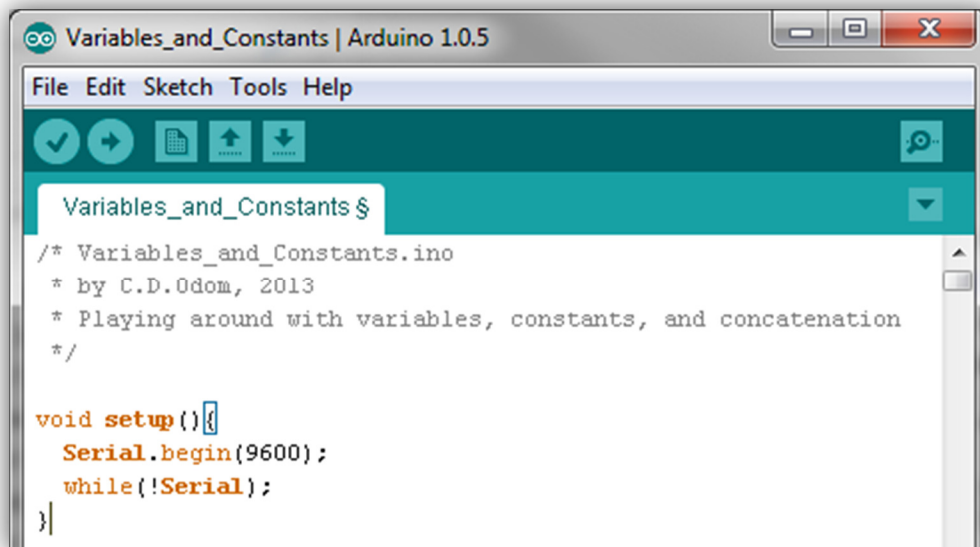 Variables_and_Constants | Arduino 1.0.5
File Edit Sketch Tools Help
Variables_and_Constants §
/* Variables_and_Constants.ino
 * by C.D.Odom, 2013
 * Playing around with variables, constants, and concatenation
 */
void setup(){
  Serial.begin(9600);
  while(!Serial);
}